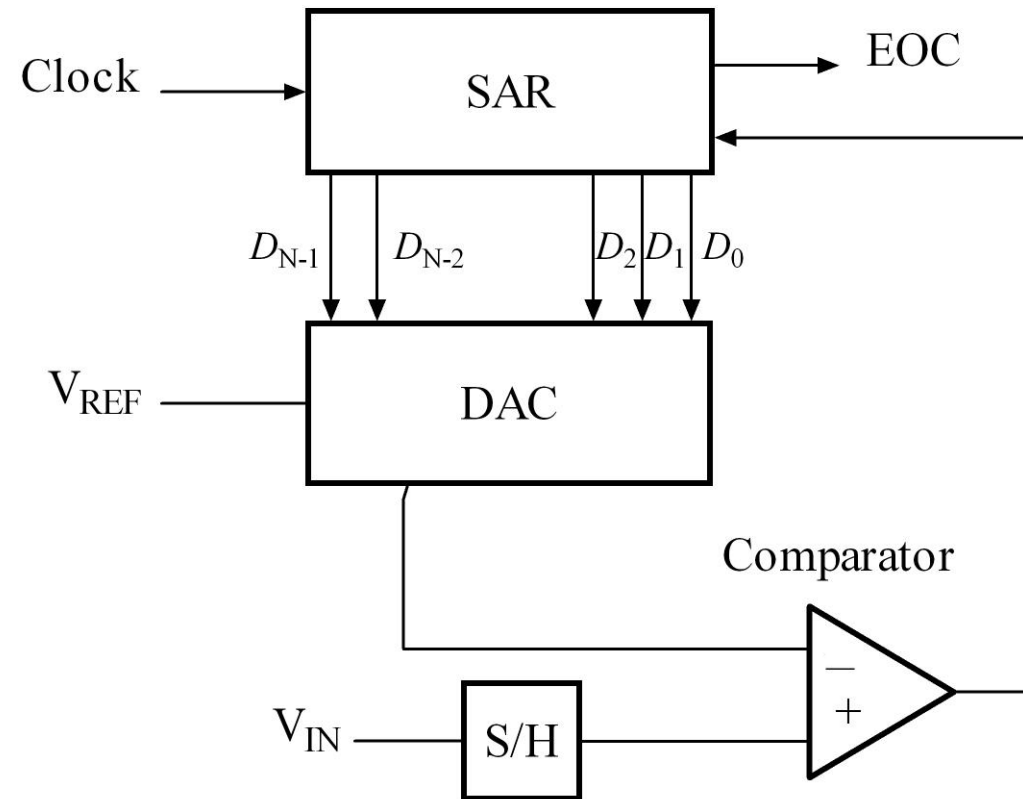 Clock
SAR
EOC
D_N-1
D_N-2
D_2
D_1
D_0
V_REF
DAC
Comparator
−
+
V_IN
S/H